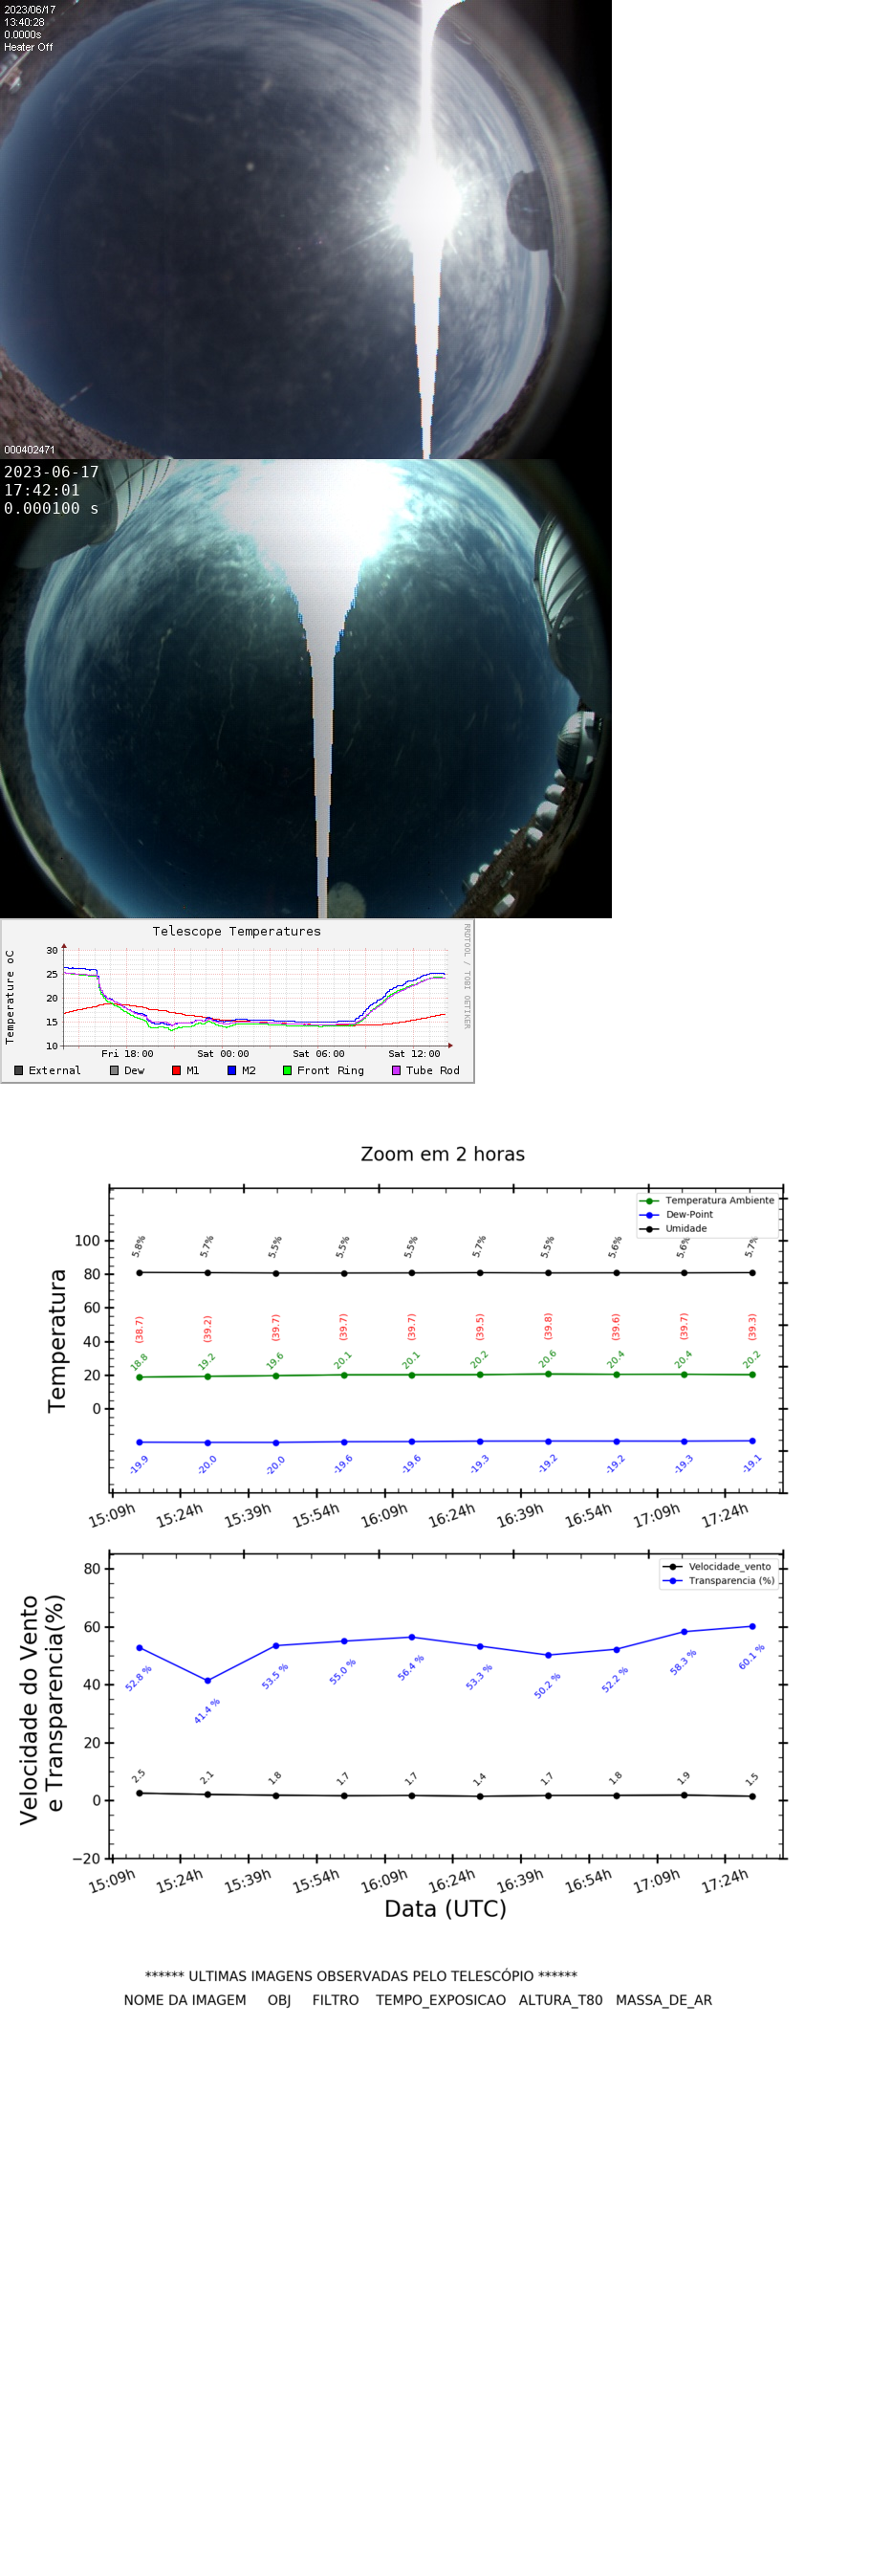 2023/06/17
13:40:28
0.0000s
Heater Off
000402471
2023-06-17
17:42:01
0.000100 s
Telescope Temperatures
RRDTOOL / TOBI OETIKER
Temperature oC
30
25
20
15
10
Fri 18:00 Sat 00:00 Sat 06:00 Sat 12:00
External Dew M1 M2 Front Ring Tube Rod
Zoom em 2 horas
Temperatura Ambiente
Dew-Point
Umidade
Temperatura
100
80
60
40
20
0
5.8% 5.7% 5.5% 5.5% 5.5% 5.7% 5.5% 5.6% 5.6% 5.7%
(38.7) (39.2) (39.7) (39.7) (39.7) (39.5) (39.8) (39.6) (39.7) (39.3)
18.8 19.2 19.6 20.1 20.1 20.2 20.6 20.4 20.4 20.2
-19.9 -20.0 -20.0 -19.6 -19.6 -19.3 -19.2 -19.2 -19.3 -19.1
15:09h 15:24h 15:39h 15:54h 16:09h 16:24h 16:39h 16:54h 17:09h 17:24h
Velocidade_vento
Transparencia (%)
Velocidade do Vento
e Transparencia(%)
80
60
40
20
0
−20
52.8 % 41.4 % 53.5 % 55.0 % 56.4 % 53.3 % 50.2 % 52.2 % 58.3 % 60.1 %
2.5 2.1 1.8 1.7 1.7 1.4 1.7 1.8 1.9 1.5
15:09h 15:24h 15:39h 15:54h 16:09h 16:24h 16:39h 16:54h 17:09h 17:24h
Data (UTC)
****** ULTIMAS IMAGENS OBSERVADAS PELO TELESCÓPIO ******
NOME DA IMAGEM OBJ FILTRO TEMPO_EXPOSICAO ALTURA_T80 MASSA_DE_AR